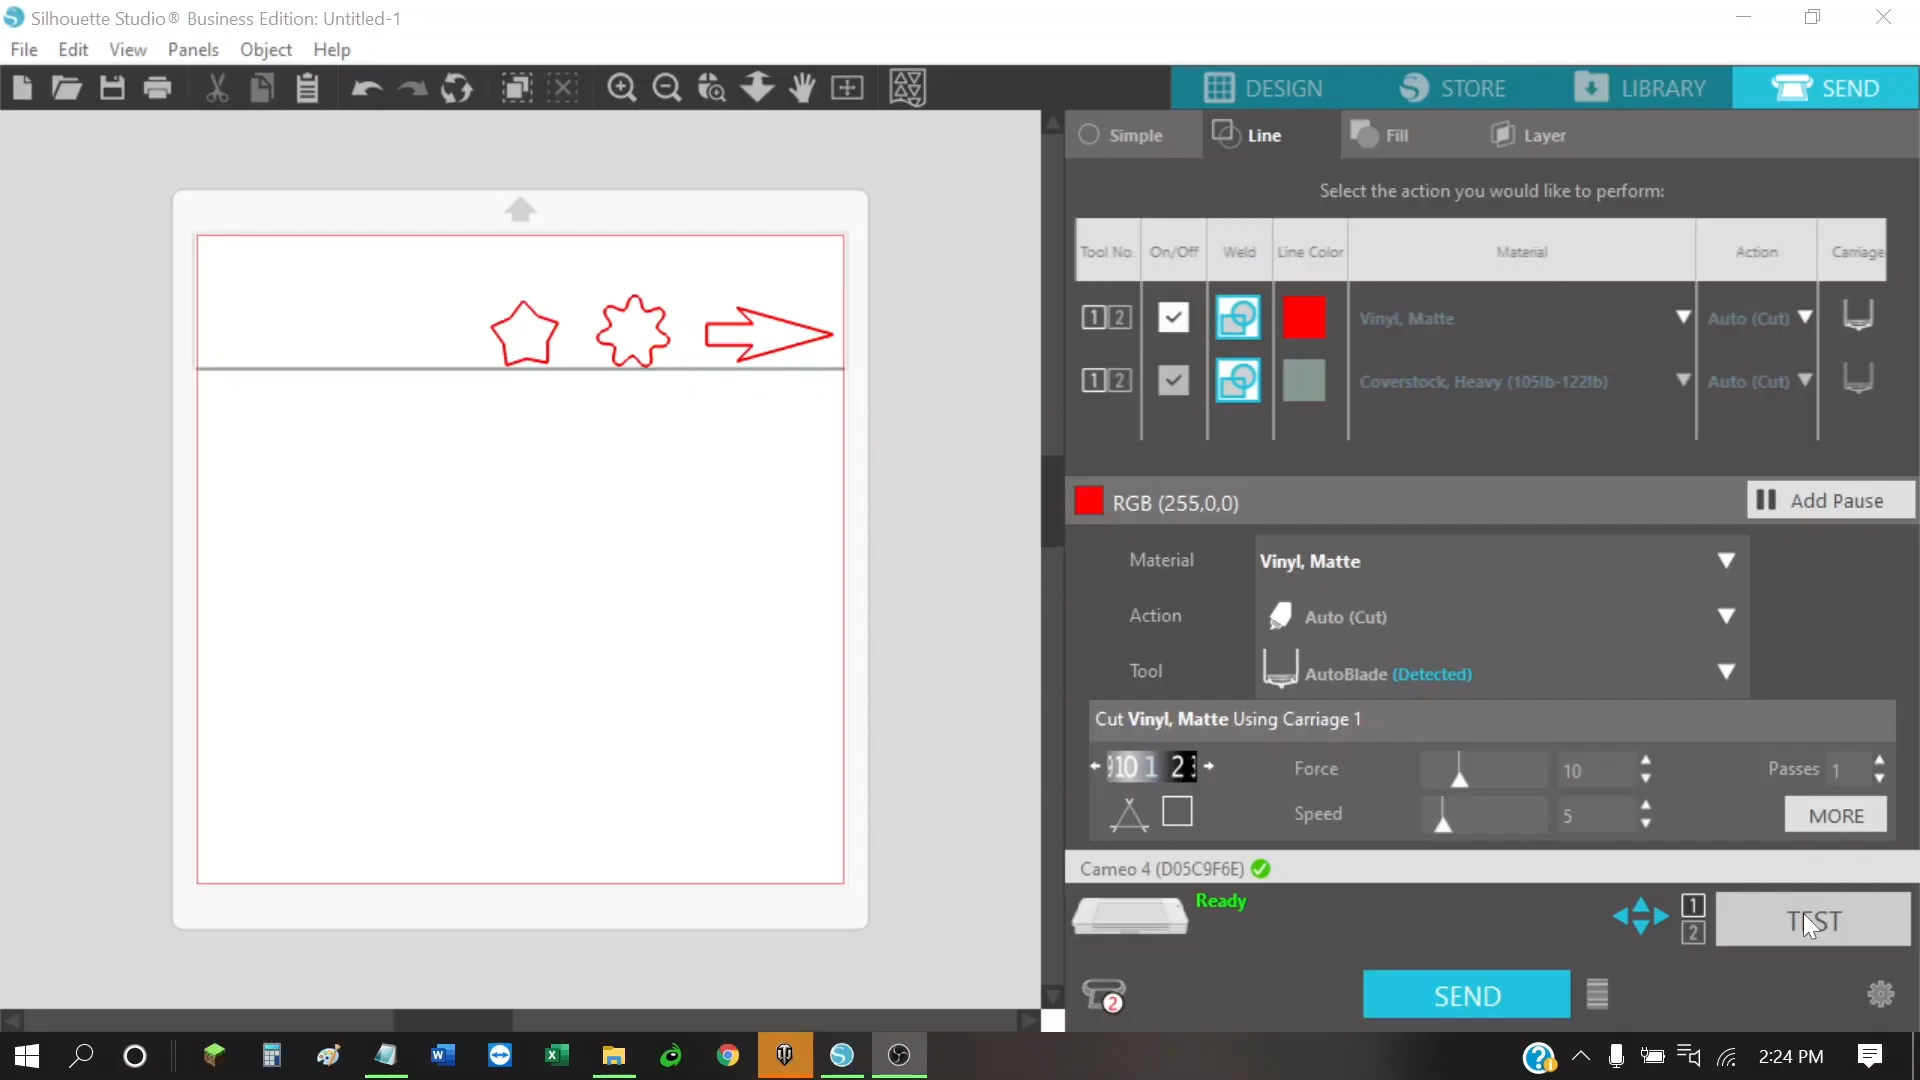 Silhouette Studio® Business Edition: Untitled-1
File Edit View Panels Object Help
DESIGN STORE LIBRARY SEND
Simple Line Fill Layer
Select the action you would like to perform:
Tool No. On/Off Weld Line Color Material Action Carriage
1 2 Vinyl, Matte Auto (Cut)
1 2 Coverstock, Heavy (105lb-122lb) Auto (Cut)
RGB (255,0,0) Add Pause
Material Vinyl, Matte
Action Auto (Cut)
Tool AutoBlade (Detected)
Cut Vinyl, Matte Using Carriage 1
10 1 2 Force 10 Passes 1
Speed 5 MORE
Cameo 4 (D05C9F6E)
Ready 1 2 TEST
2 SEND
2:24 PM